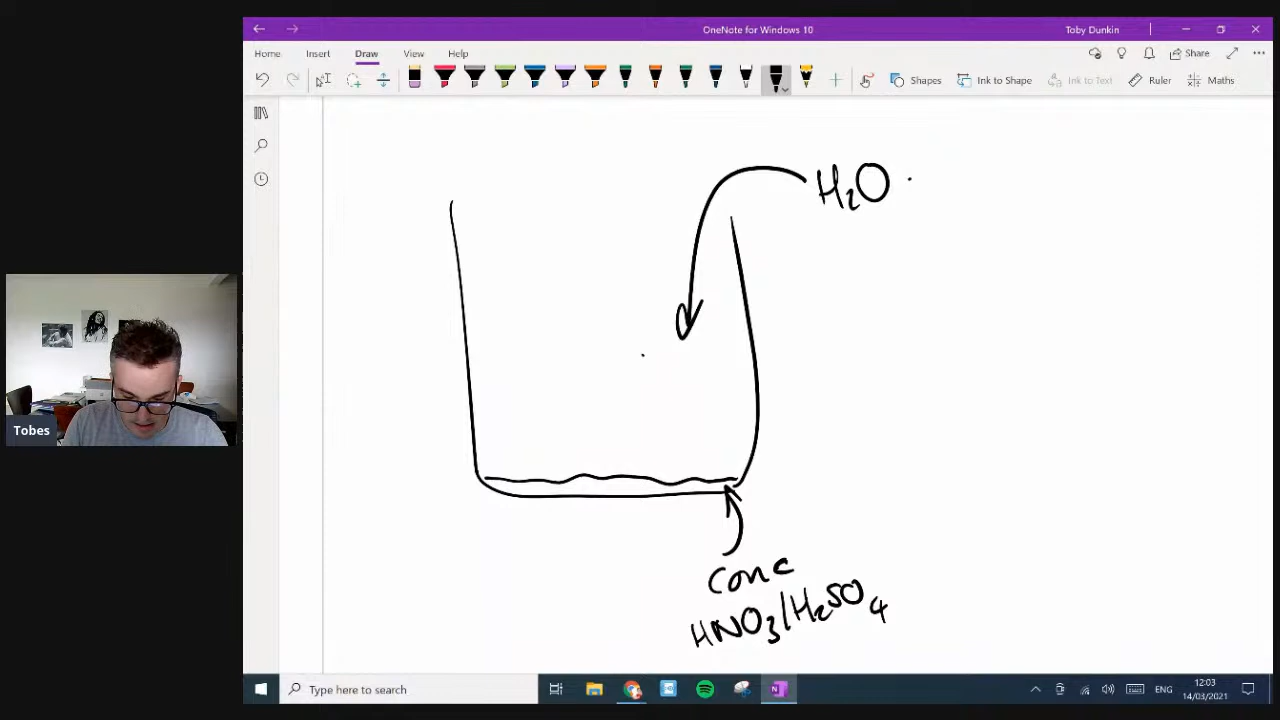 OneNote for Windows 10
Toby Dunkin
Home Insert Draw View Help
Share
Shapes Ink to Shape Ink to Text Ruler Maths
H₂O
Tobes
Conc
HNO₃/H₂SO₄
Type here to search
ENG
12:03
14/03/2021